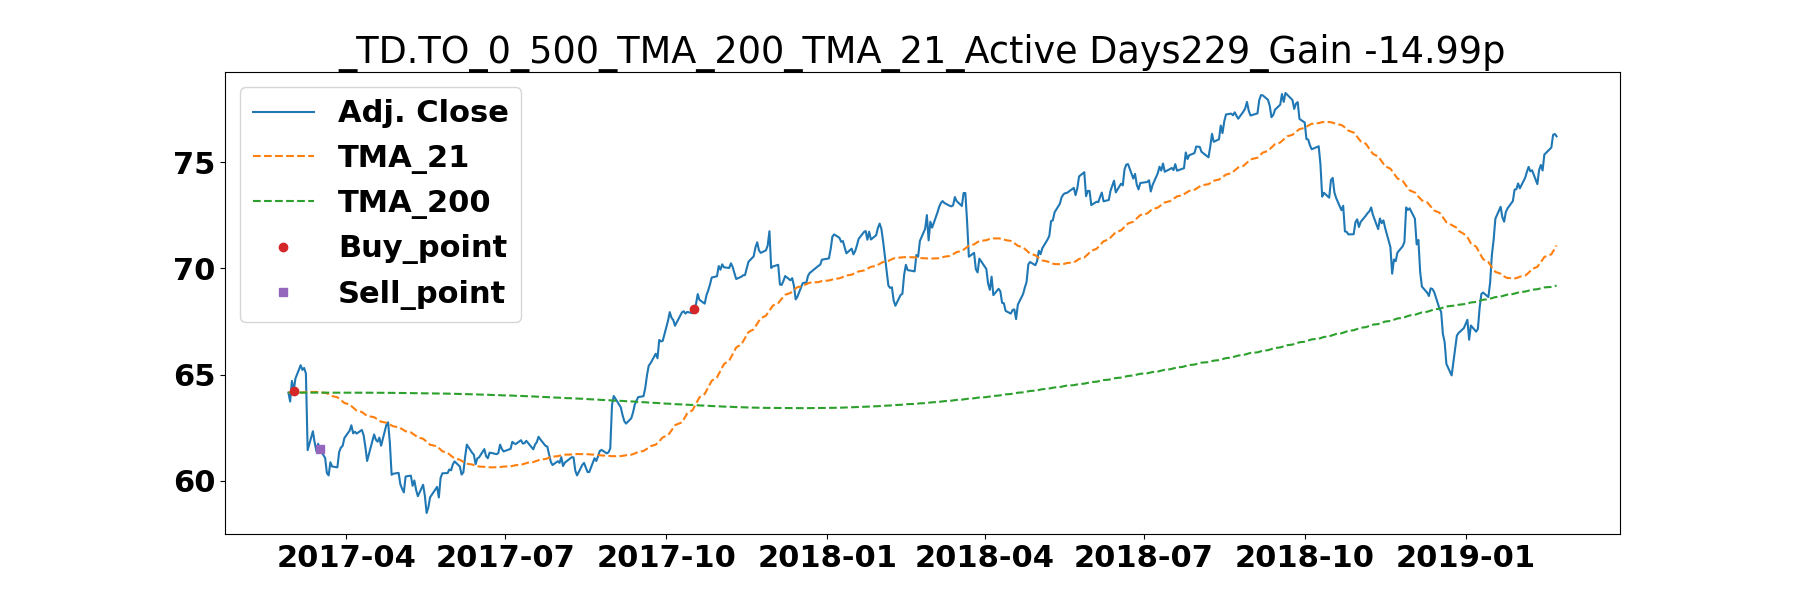 _TD.TO_0_500_TMA_200_TMA_21_Active Days229_Gain -14.99p
Adj. Close
TMA_21
TMA_200
Buy_point
Sell_point
75
70
65
60
2017-04 2017-07 2017-10 2018-01 2018-04 2018-07 2018-10 2019-01